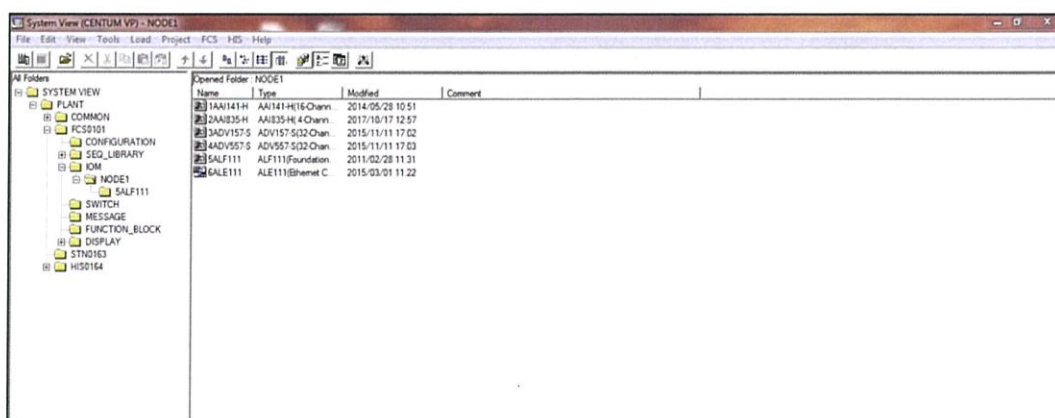 System View (CENTUM VP) - NODE1
File Edit View Tools Load Project FCS HIS Help
All Folders
SYSTEM VIEW
PLANT
COMMON
FCS0101
CONFIGURATION
SEQ_LIBRARY
IOM
NODE1
5ALF111
SWITCH
MESSAGE
FUNCTION_BLOCK
DISPLAY
STN0163
HIS0164
Opened Folder : NODE1
Name Type Modified Comment
1AAI141-H AAI141-H(16-Chann... 2014/05/28 10:51
2AAI835-H AAI835-H( 4-Chann... 2017/10/17 12:57
3ADV157-S ADV157-S(32-Chan... 2015/11/11 17:02
4ADV557-S ADV557-S(32-Chan... 2015/11/11 17:03
5ALF111 ALF111(Foundation... 2011/02/28 11:31
6ALE111 ALE111(Ethernet C... 2015/03/01 11:22